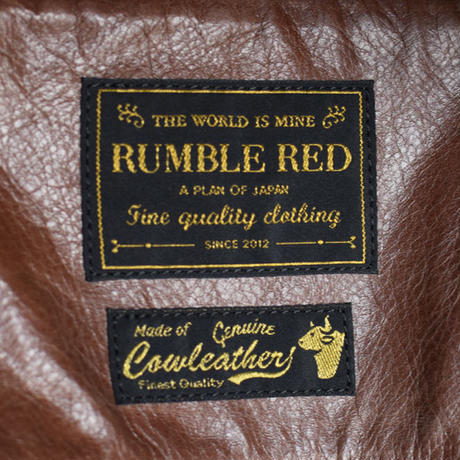 THE WORLD IS MINE
RUMBLE RED
A PLAN OF JAPAN
Fine quality clothing
SINCE 2012
Made of Genuine
Cowleather
Finest Quality